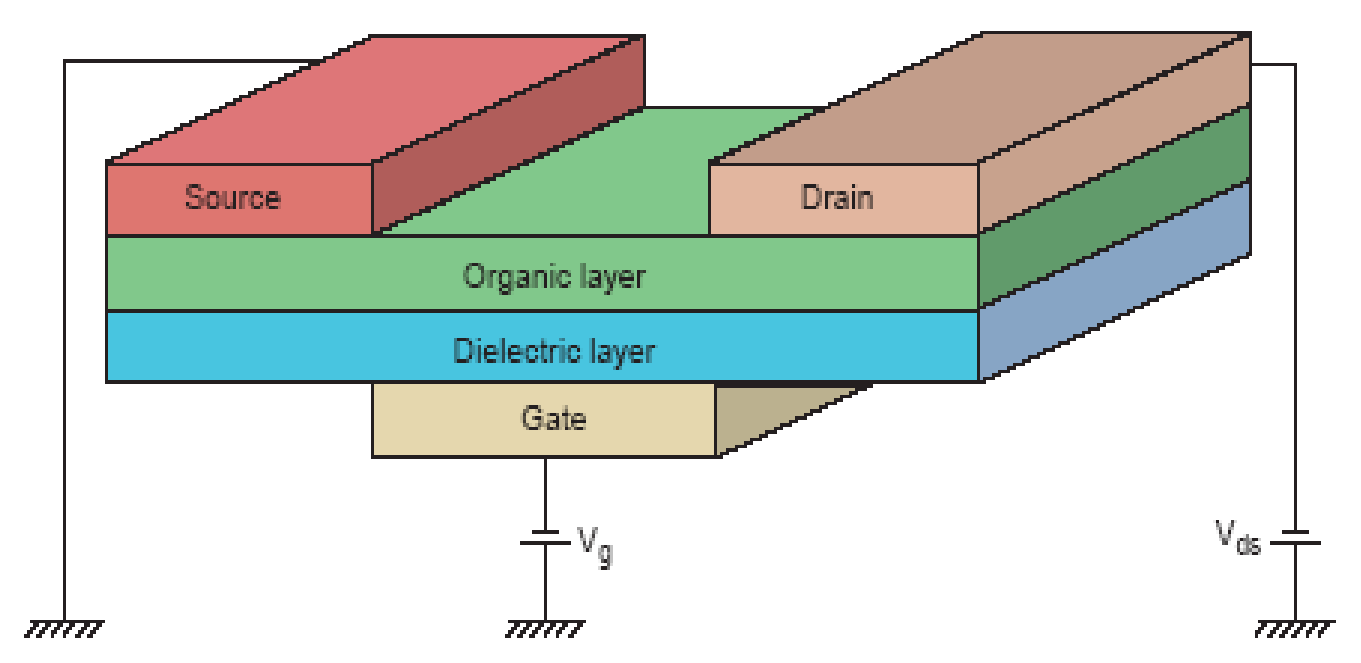 Source
Drain
Organic layer
Dielectric layer
Gate
Vg
Vds